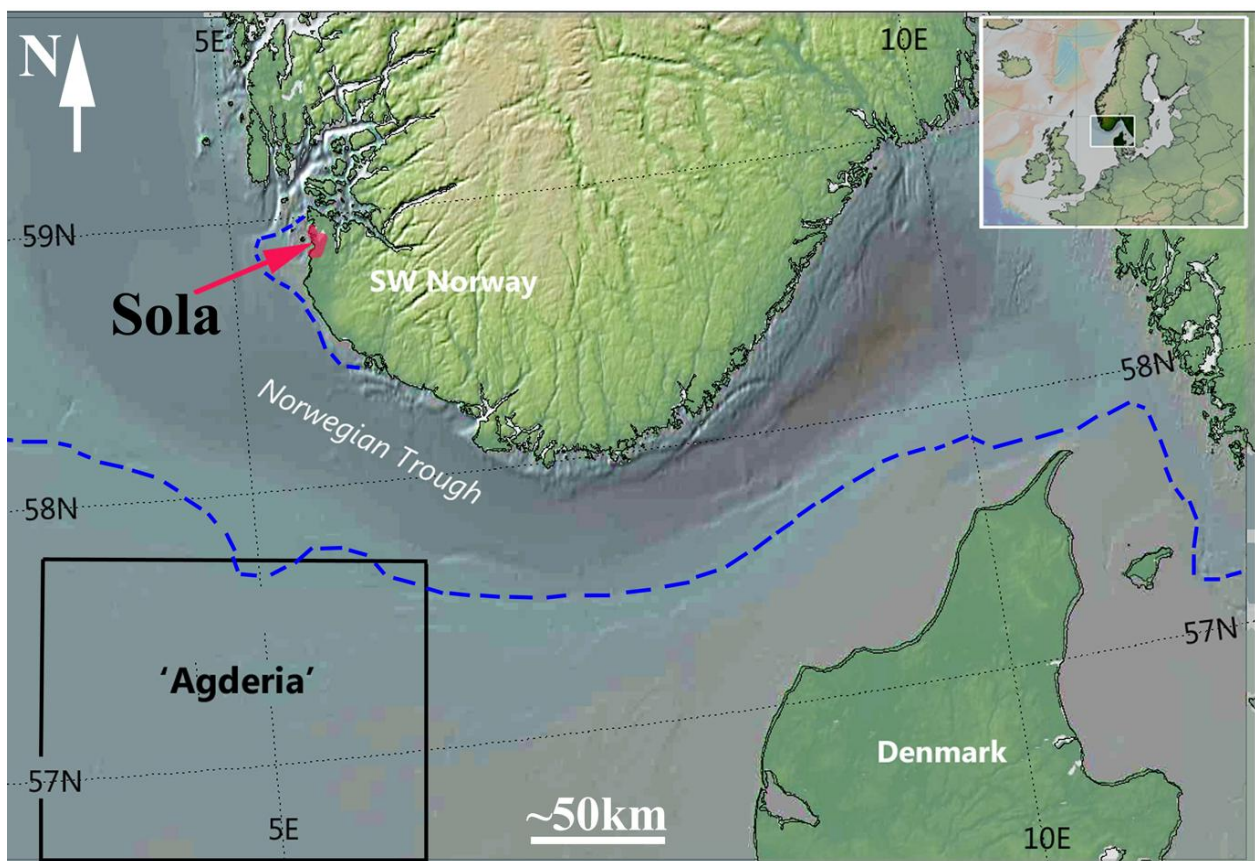 N
5E
10E
59N
SW Norway
Sola
58N
Norwegian Trough
58N
57N
'Agderia'
Denmark
57N
~50km
5E
10E